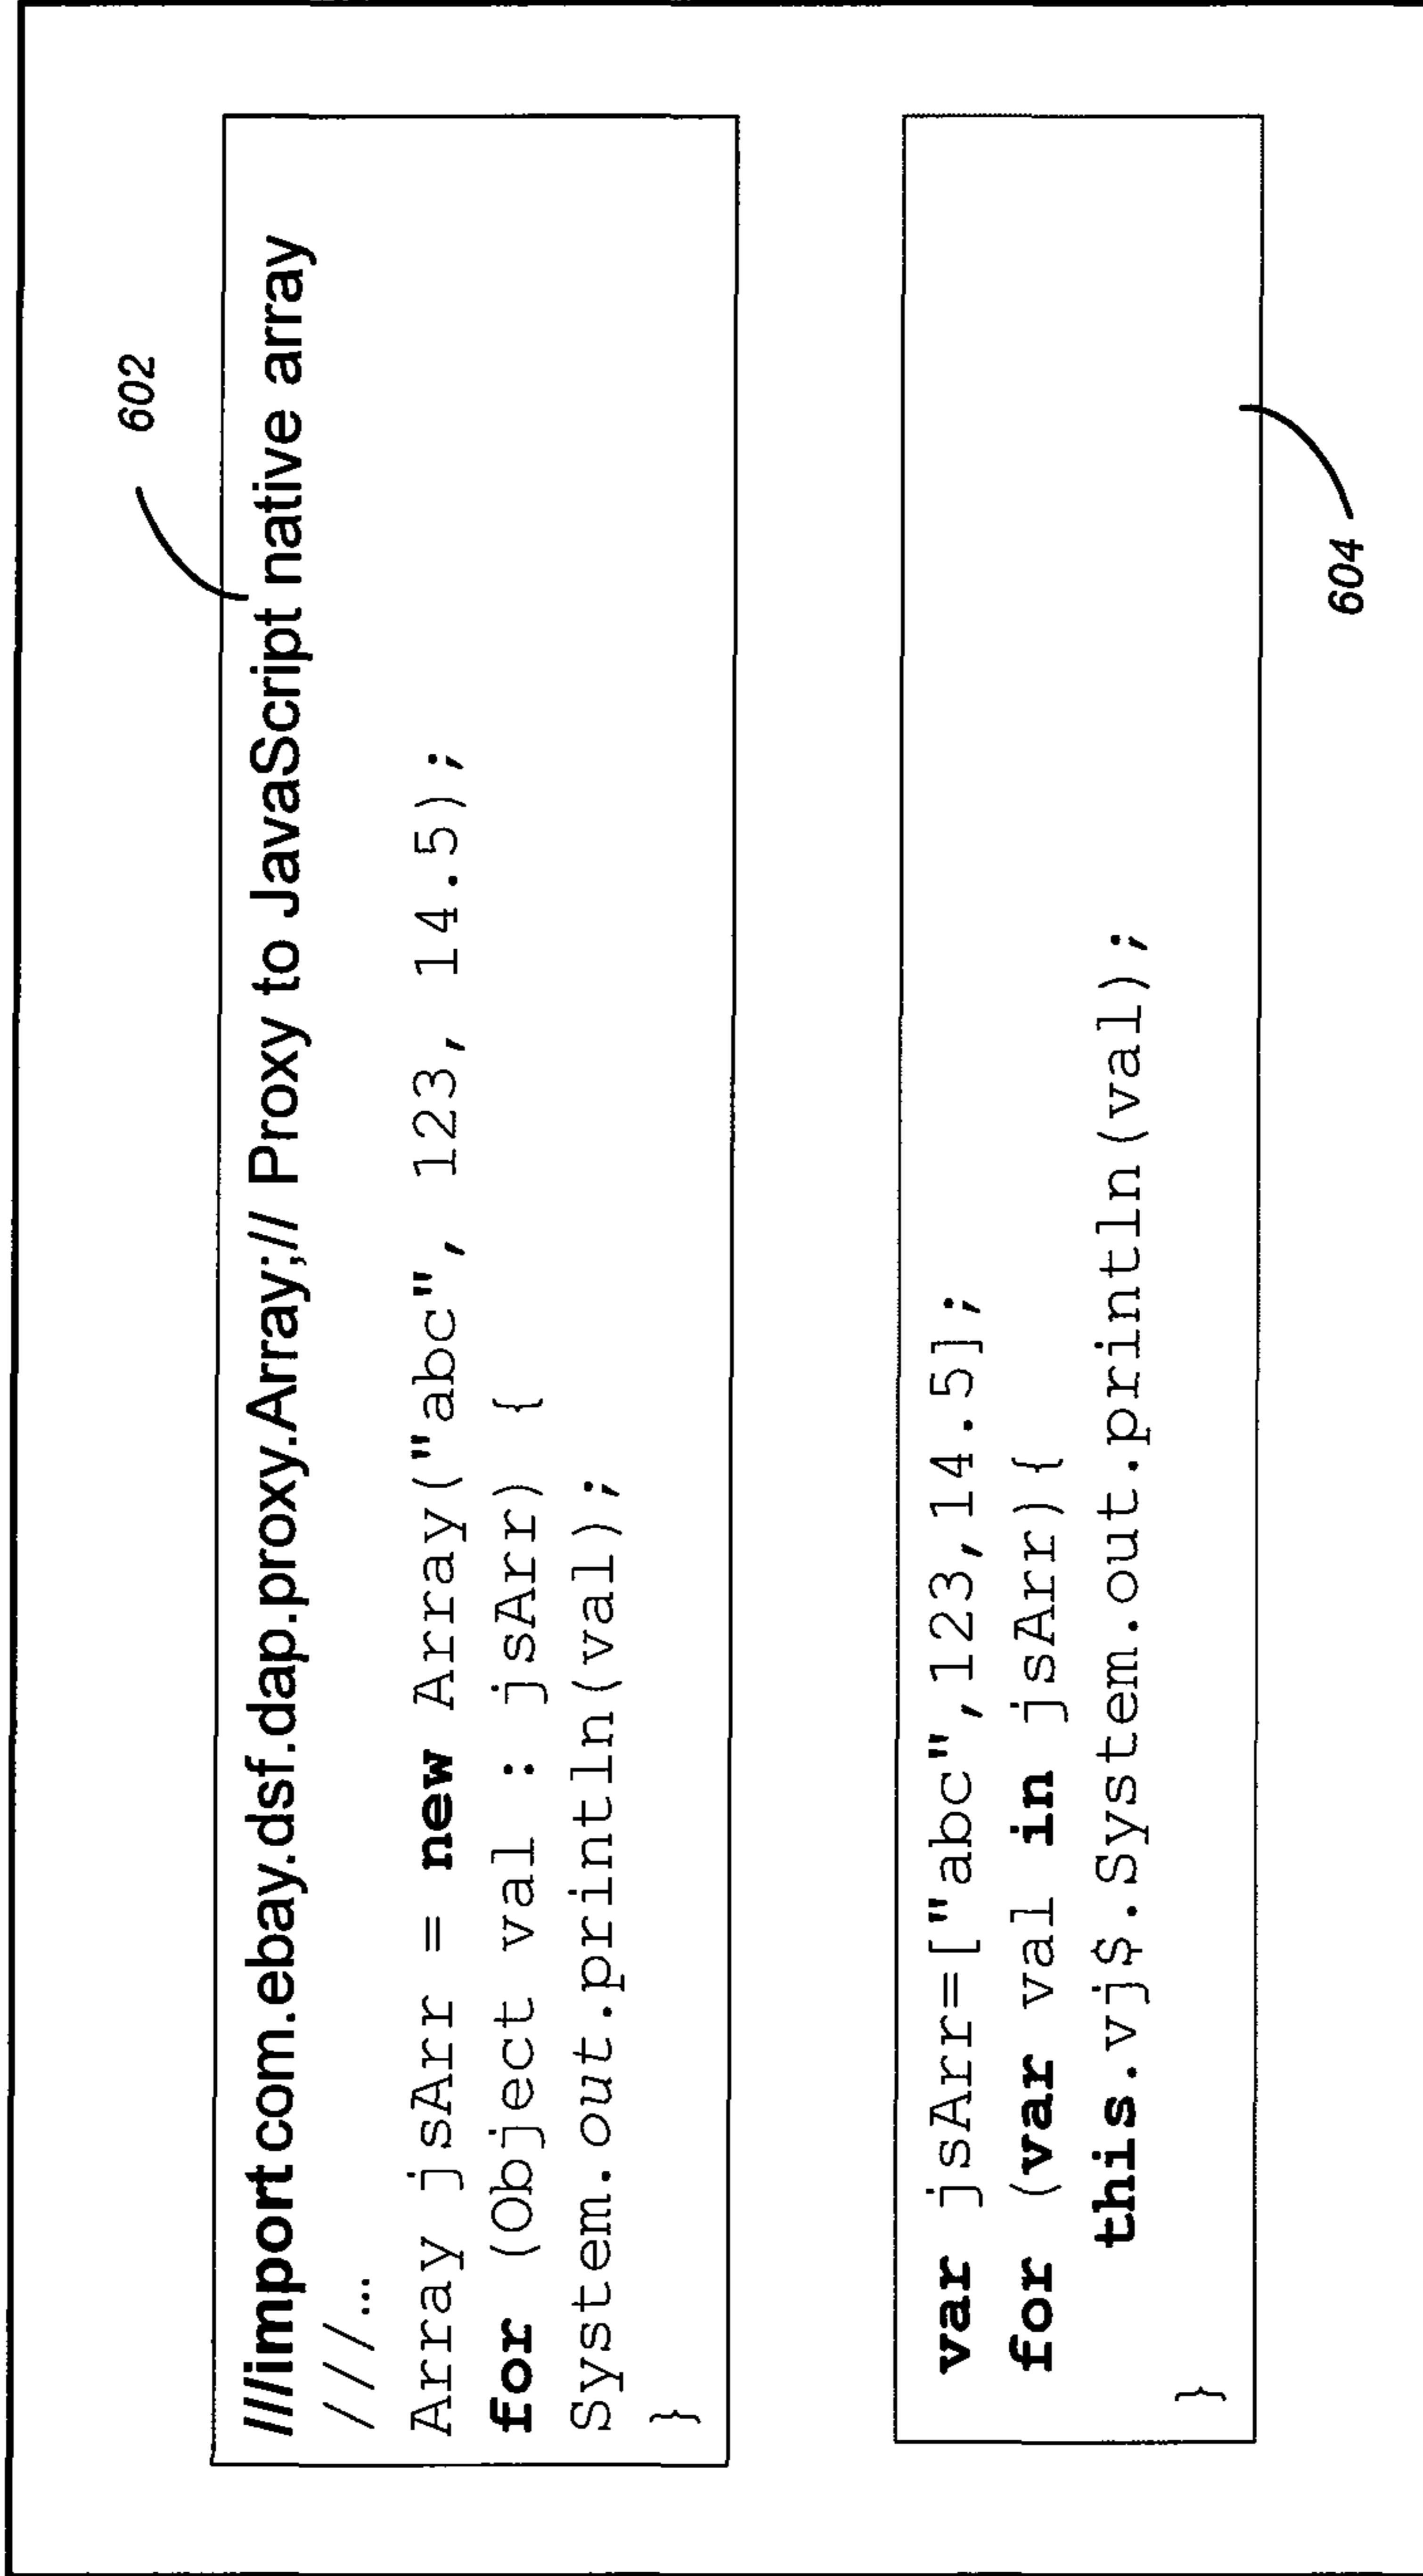 602
///import com.ebay.dsf.dap.proxy.Array;// Proxy to JavaScript native array
///...
Array jsArr = new Array("abc", 123, 14.5);
for (Object val : jsArr) {
System.out.println(val);
}
var jsArr=["abc",123,14.5];
for (var val in jsArr){
this.vj$.System.out.println(val);
}
604